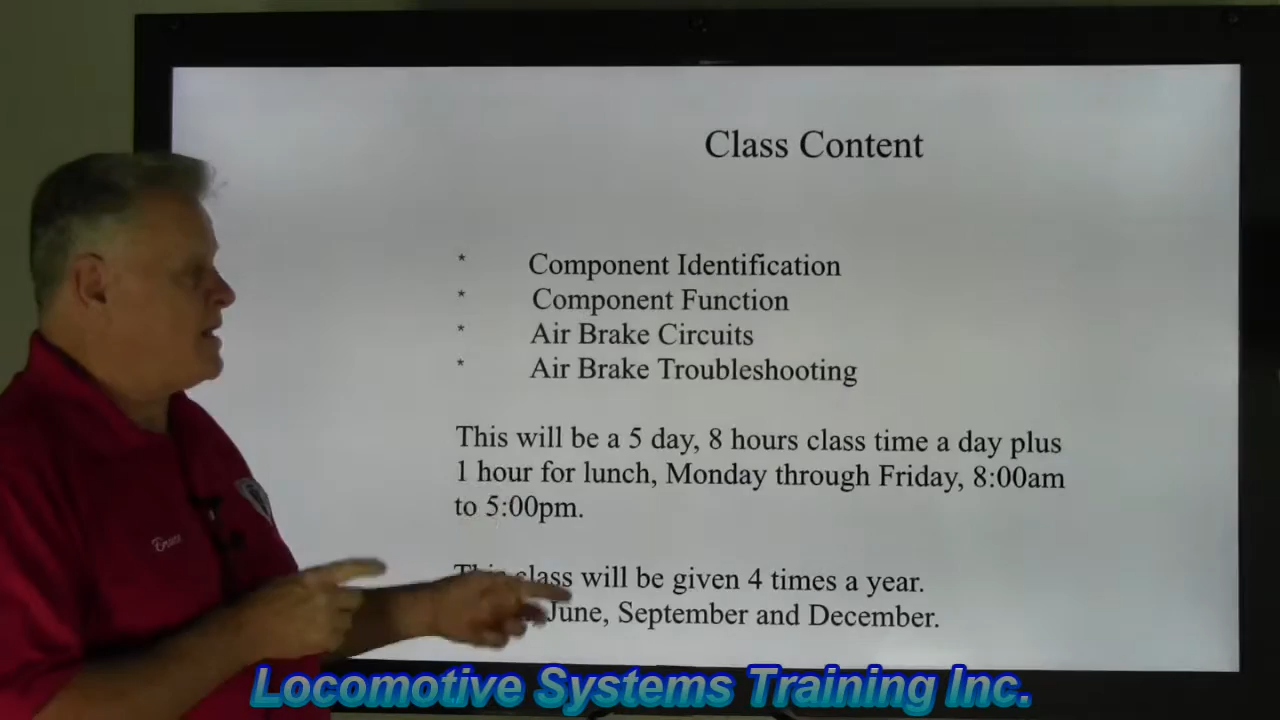 Class Content
* Component Identification
* Component Function
* Air Brake Circuits
* Air Brake Troubleshooting
This will be a 5 day, 8 hours class time a day plus
1 hour for lunch, Monday through Friday, 8:00am
to 5:00pm.
This class will be given 4 times a year.
June, September and December.
Locomotive Systems Training Inc.